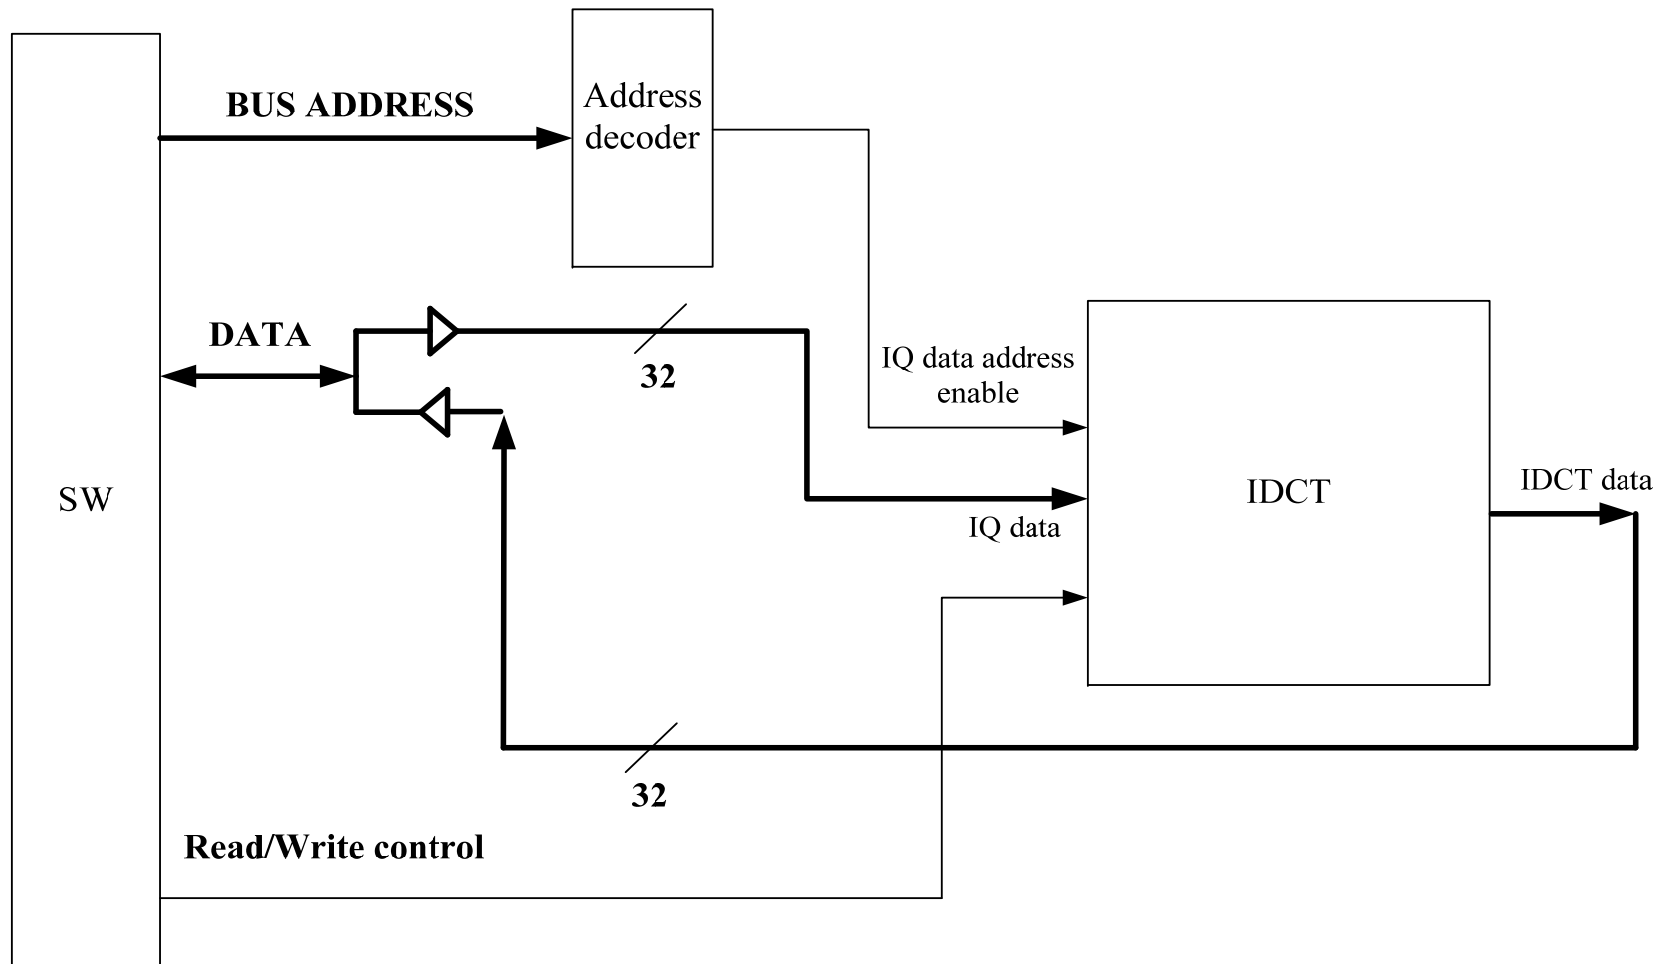 BUS ADDRESS
Address
decoder
DATA
32
IQ data address
enable
SW
IDCT
IDCT data
IQ data
32
Read/Write control